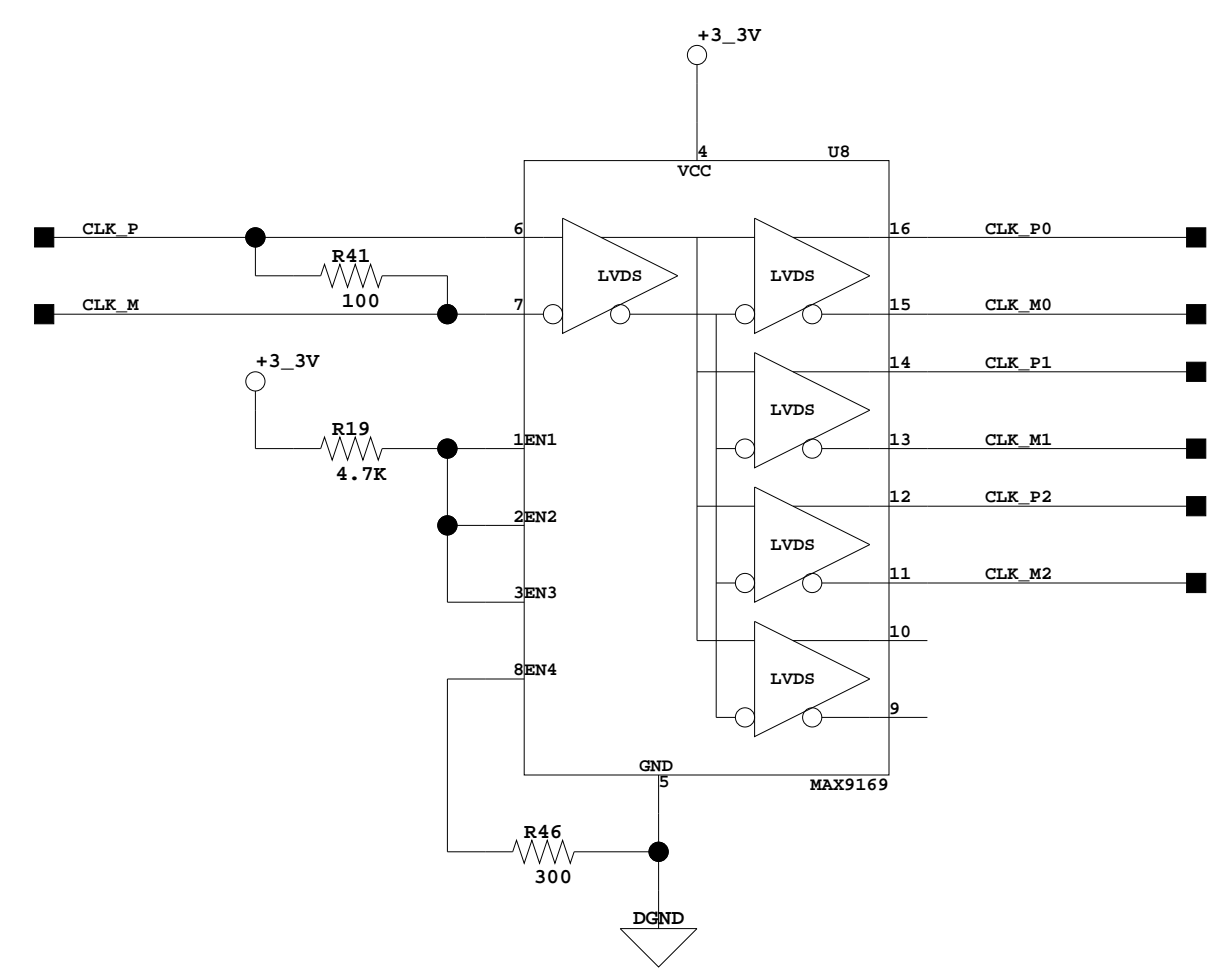 +3_3V
4 U8
VCC
CLK_P 6 16 CLK_P0
R41 LVDS LVDS
100
CLK_M 7 15 CLK_M0
+3_3V 14 CLK_P1
LVDS
R19
4.7K
1EN1 13 CLK_M1
12 CLK_P2
2EN2
LVDS
11 CLK_M2
3EN3
10
8EN4 LVDS
9
GND
5 MAX9169
R46
300
DGND